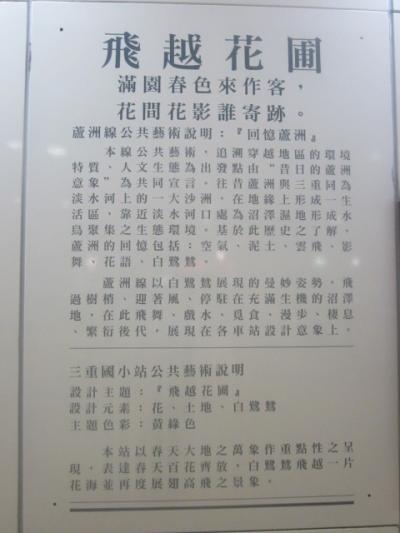 飛越花圃
滿園春色來作客，
花間花影誰寄跡。
蘆洲線公共藝術說明：『回憶蘆洲』
本線公共藝術，追溯穿越地區的環境
特質、人文生態為出發點由“昔日的蘆洲
意象”為共同宣言。往昔蘆洲與三重同為
淡水河上的一大沙洲，在地緣上形成一生
活區，靠近淡水河口處為沼澤濕地形成水
鳥聚集之生態環境。基於此歷史之了解，
蘆洲的回憶包括：空氣、泥土、雲飛、影
舞、花語、白鷺鷥。
蘆洲線以白鷺鷥展現的曼妙姿勢，飛
過樹梢、迎著風、停駐在充滿生機的沼澤
地，在此飛舞、戲水、覓食、漫步、棲息
、繁衍後代，展現在各車站設計意象上。
三重國小站公共藝術說明
設計主題：『飛越花圃』
設計元素：花、土地、白鷺鷥
主題色彩：黃綠色
本站以春天大地之萬象作重點性之呈
現，表達春天百花齊放，白鷺鷥飛越一片
花海並再度展翅高飛之景象。